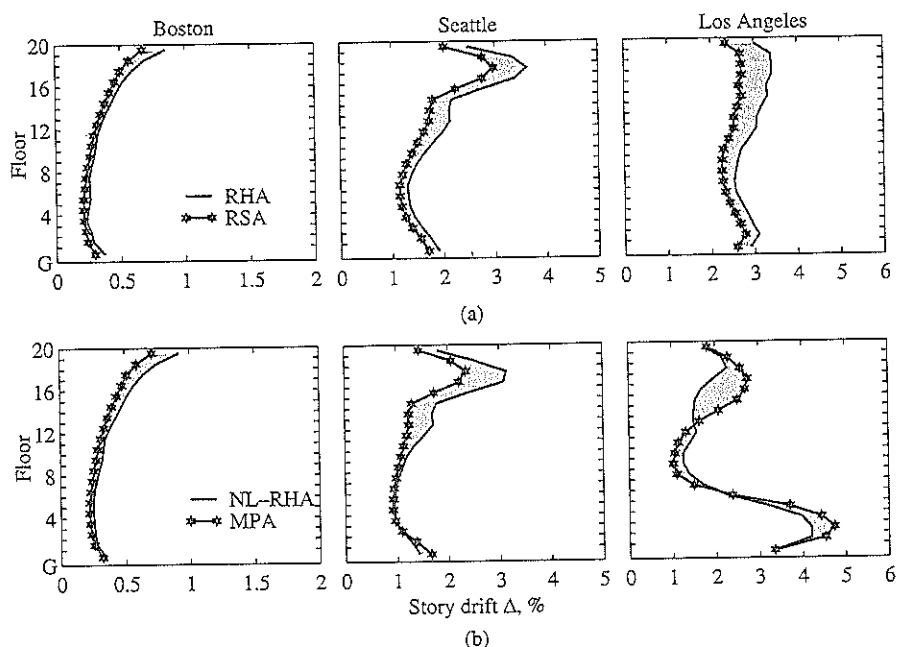 Boston Seattle Los Angeles
(a)
20
16
12
8
4
G
Floor
RHA
RSA
0 0.5 1 1.5 2
0 1 2 3 4 5
0 1 2 3 4 5 6
(a)
20
16
12
8
4
G
Floor
NL--RHA
MPA
0 0.5 1 1.5 2
0 1 2 3 4 5
0 1 2 3 4 5 6
Story drift Δ, %
(b)
(b)